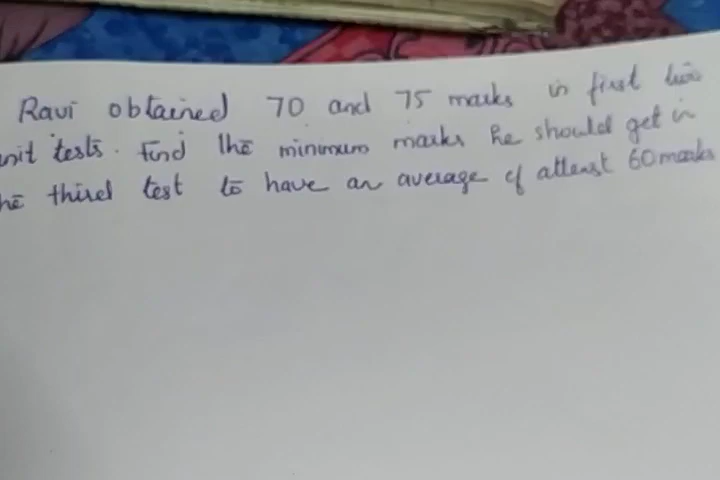 Ravi obtained 70 and 75 marks in first two
unit tests. Find the minimum marks he should get in
the third test to have an average of atleast 60 marks